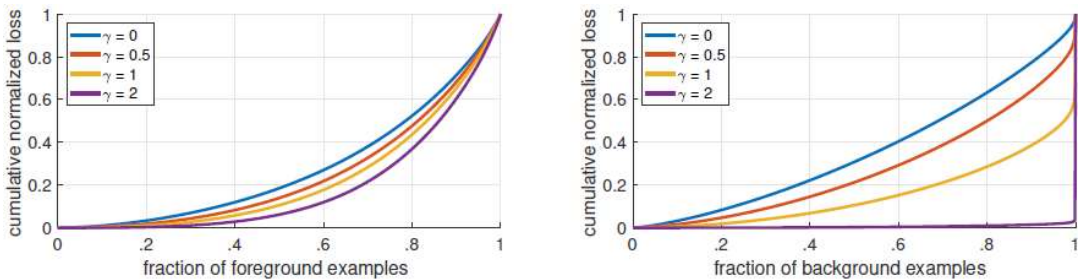 cumulative normalized loss
1
0.8
0.6
0.4
0.2
0
γ = 0
γ = 0.5
γ = 1
γ = 2
0 .2 .4 .6 .8 1
fraction of foreground examples
cumulative normalized loss
1
0.8
0.6
0.4
0.2
0
γ = 0
γ = 0.5
γ = 1
γ = 2
0 .2 .4 .6 .8 1
fraction of background examples